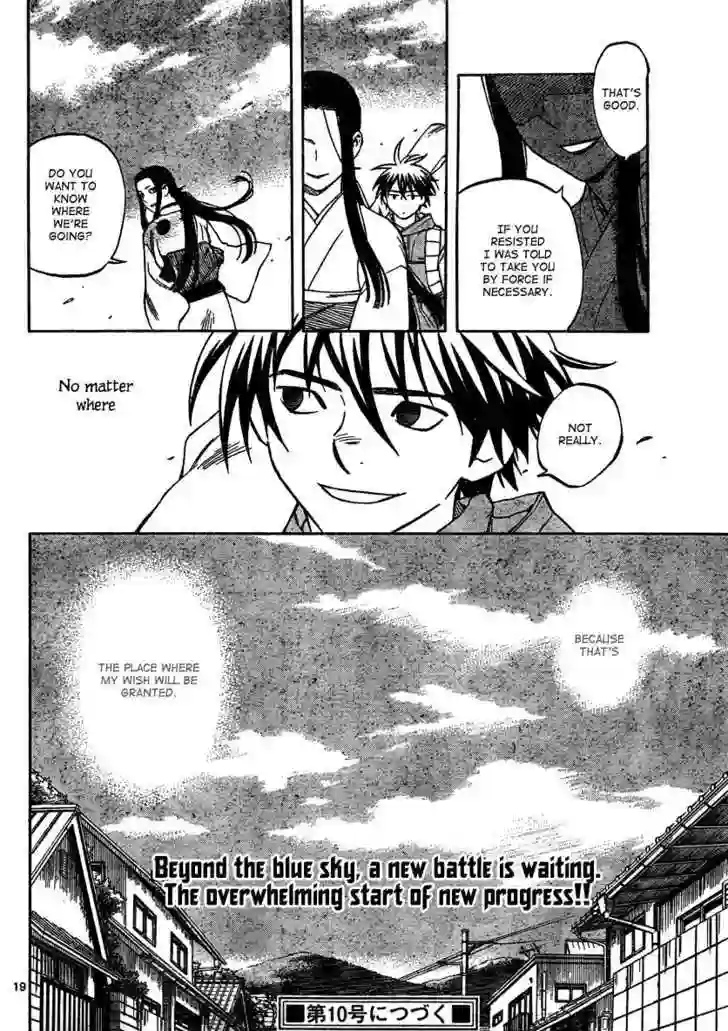 THAT'S
GOOD.
IF YOU
RESISTED
I WAS TOLD
TO TAKE YOU
BY FORCE IF
NECESSARY.
DO YOU
WANT TO
KNOW
WHERE
WE'RE
GOING?
NOT
REALLY.
No matter
where
BECAUSE
THAT'S
THE PLACE WHERE
MY WISH WILL BE
GRANTED.
Beyond the blue sky, a new battle is waiting.
The overwhelming start of new progress!!
19
■第10号につづく■